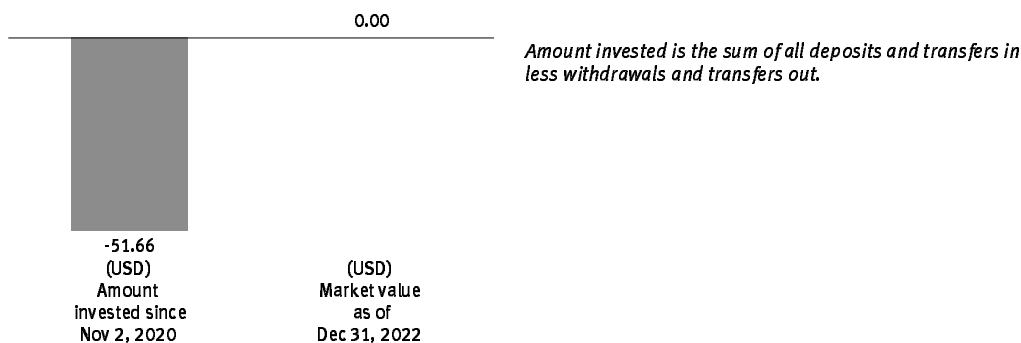 0.00
Amount invested is the sum of all deposits and transfers in
less withdrawals and transfers out.
-51.66
(USD)
Amount
invested since
Nov 2, 2020
(USD)
Market value
as of
Dec 31, 2022